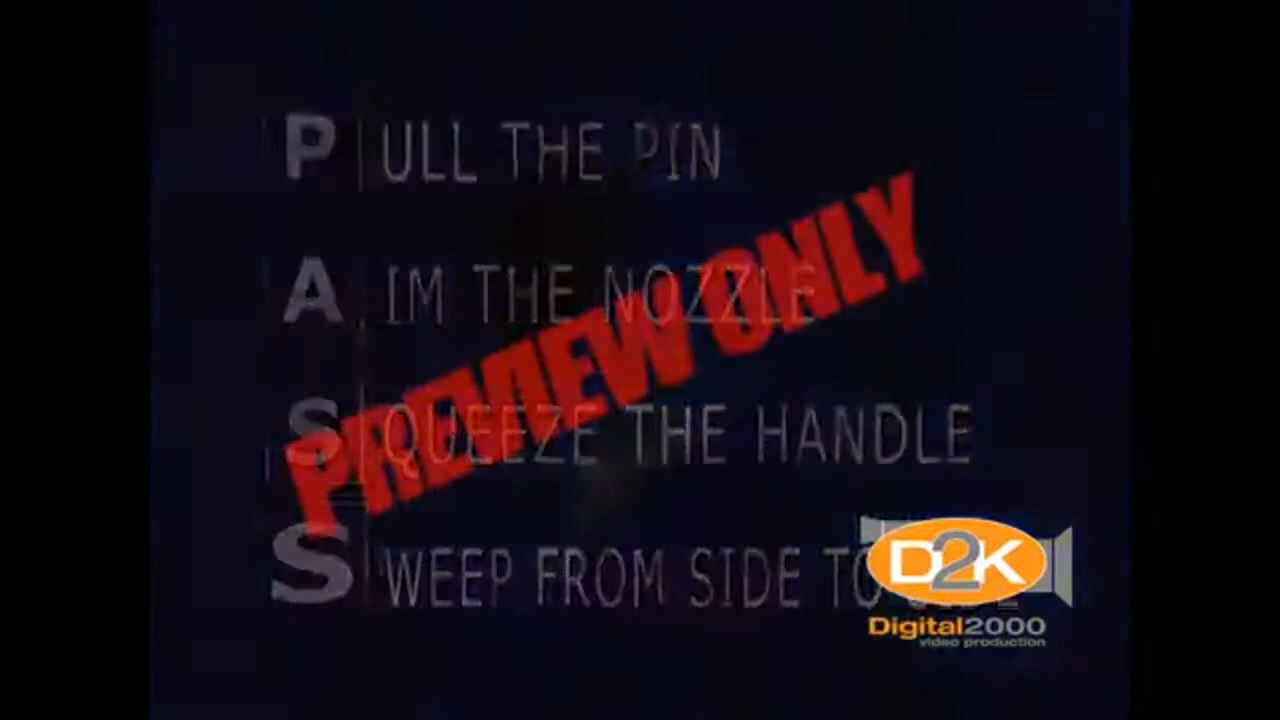 PULL THE PIN
AIM THE NOZZLE
PREVIEW ONLY
SQUEEZE THE HANDLE
SWEEP FROM SIDE TO
D2K
Digital2000
video production